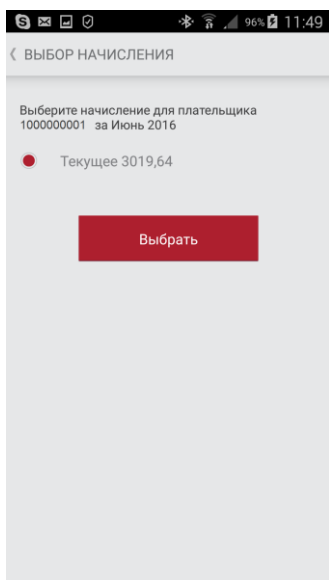 96% 11:49
ВЫБОР НАЧИСЛЕНИЯ
Выберите начисление для плательщика
1000000001 за Июнь 2016
Текущее 3019,64
Выбрать